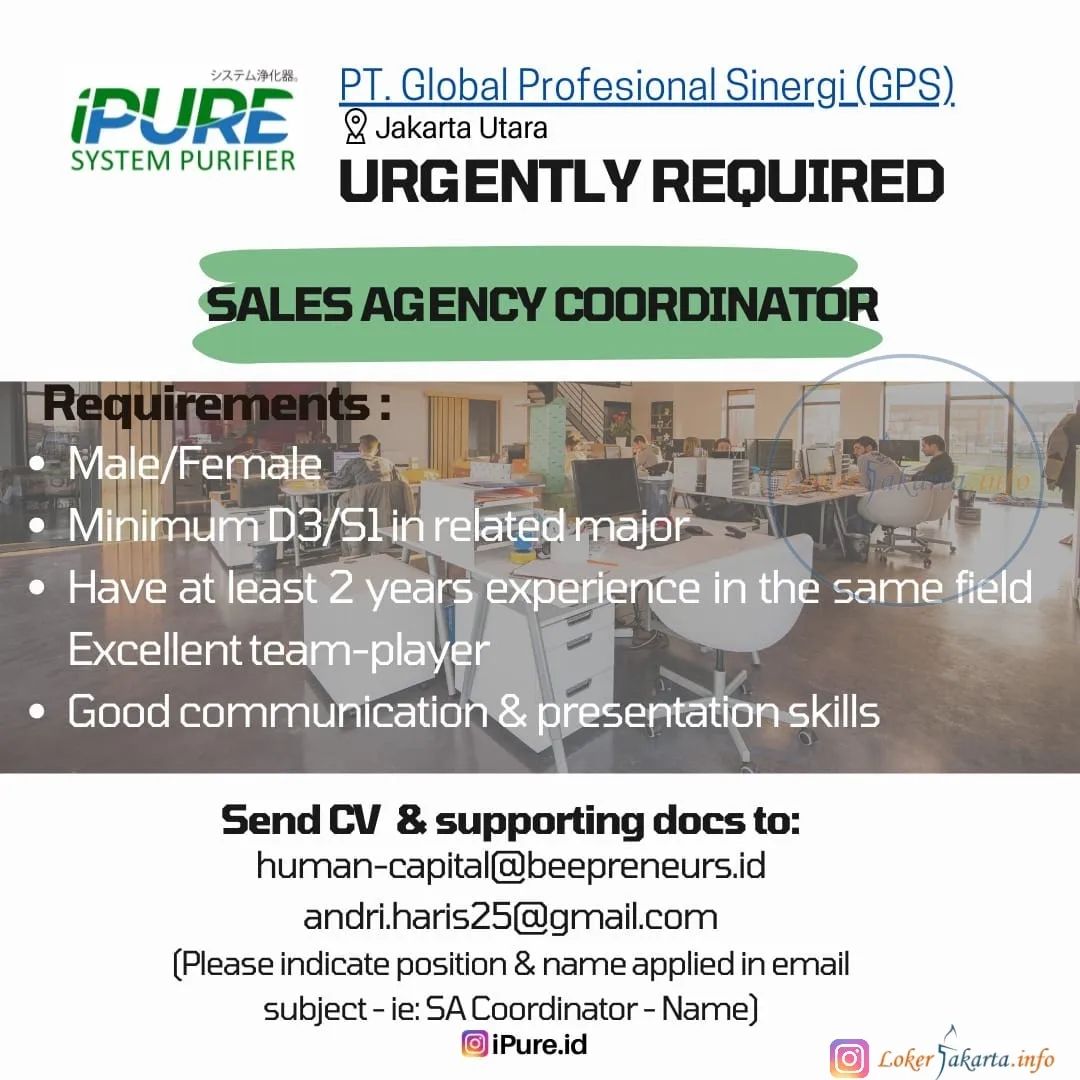 システム浄化器。
iPURE
SYSTEM PURIFIER
PT. Global Profesional Sinergi (GPS)
Jakarta Utara
URGENTLY REQUIRED
SALES AGENCY COORDINATOR
Requirements :
• Male/Female
• Minimum D3/S1 in related major
• Have at least 2 years experience in the same field
Excellent team-player
• Good communication & presentation skills
Loker Jakarta.info
Send CV & supporting docs to:
human-capital@beepreneurs.id
andri.haris25@gmail.com
(Please indicate position & name applied in email
subject - ie: SA Coordinator - Name)
iPure.id
Loker Jakarta.info